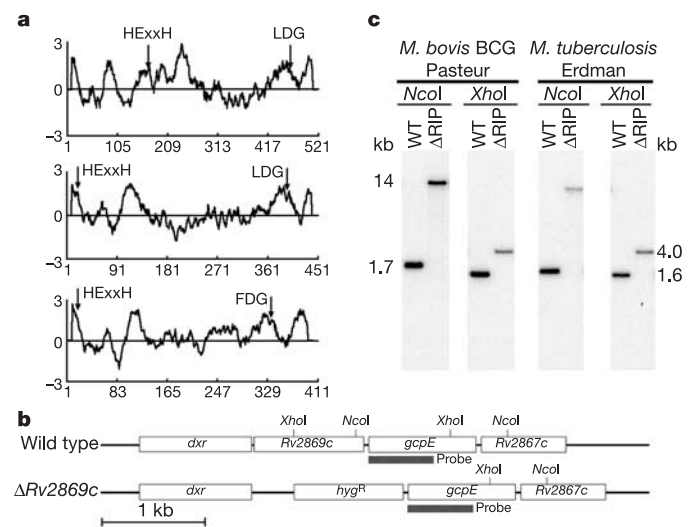 a
3
0
−3
HExxH
LDG
1
105
209
313
417
521
3
0
−3
HExxH
LDG
1
91
181
271
361
451
3
0
−3
HExxH
FDG
1
83
165
247
329
411
c
M. bovis BCG
Pasteur
M. tuberculosis
Erdman
NcoI
XhoI
NcoI
XhoI
kb
WT
ΔRIP
WT
ΔRIP
WT
ΔRIP
WT
ΔRIP
kb
14
1.7
4.0
1.6
b
XhoI
NcoI
XhoI
NcoI
Wild type
dxr
Rv2869c
gcpE
Rv2867c
Probe
XhoI
NcoI
ΔRv2869c
dxr
hygR
gcpE
Rv2867c
Probe
1 kb